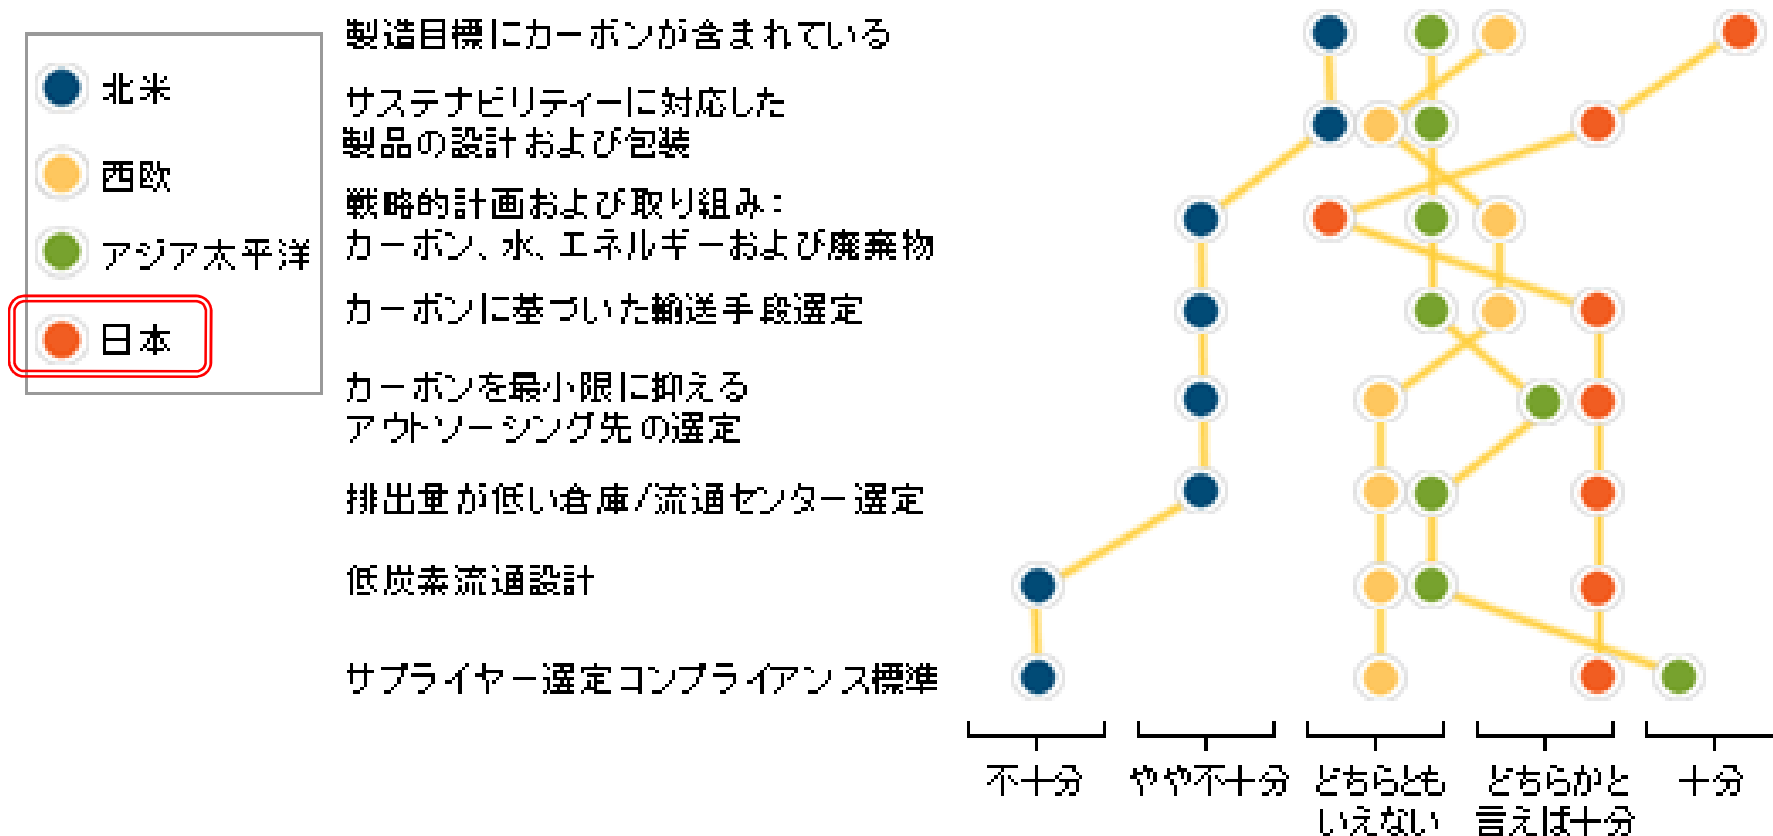 北米
西欧
アジア太平洋
日本
製造目標にカーボンが含まれている
サステナビリティーに対応した
製品の設計および包装
戦略的計画および取り組み：
カーボン、水、エネルギーおよび廃棄物
カーボンに基づいた輸送手段選定
カーボンを最小限に抑える
アウトソーシング先の選定
排出量が低い倉庫/流通センター選定
低炭素流通設計
サプライヤー選定コンプライアンス標準
不十分
やや不十分
どちらとも
いえない
どちらかと
言えば十分
十分